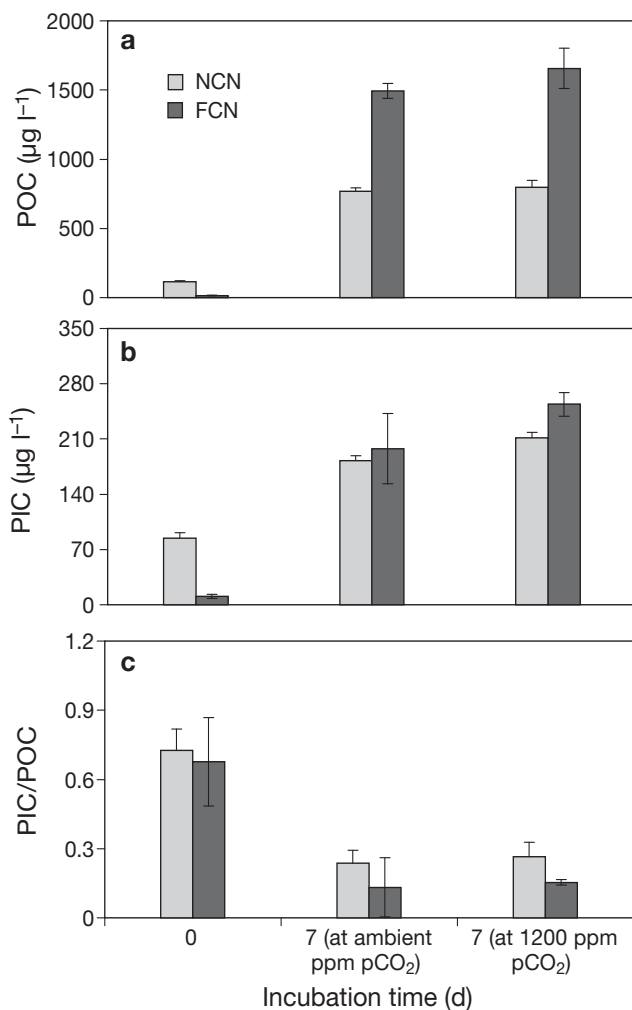 a
2000
1500
1000
500
0
POC (µg l⁻¹)
NCN
FCN
b
350
280
210
140
70
0
PIC (µg l⁻¹)
c
1.2
0.9
0.6
0.3
0
PIC/POC
0
7 (at ambient
ppm pCO₂)
7 (at 1200 ppm
pCO₂)
Incubation time (d)